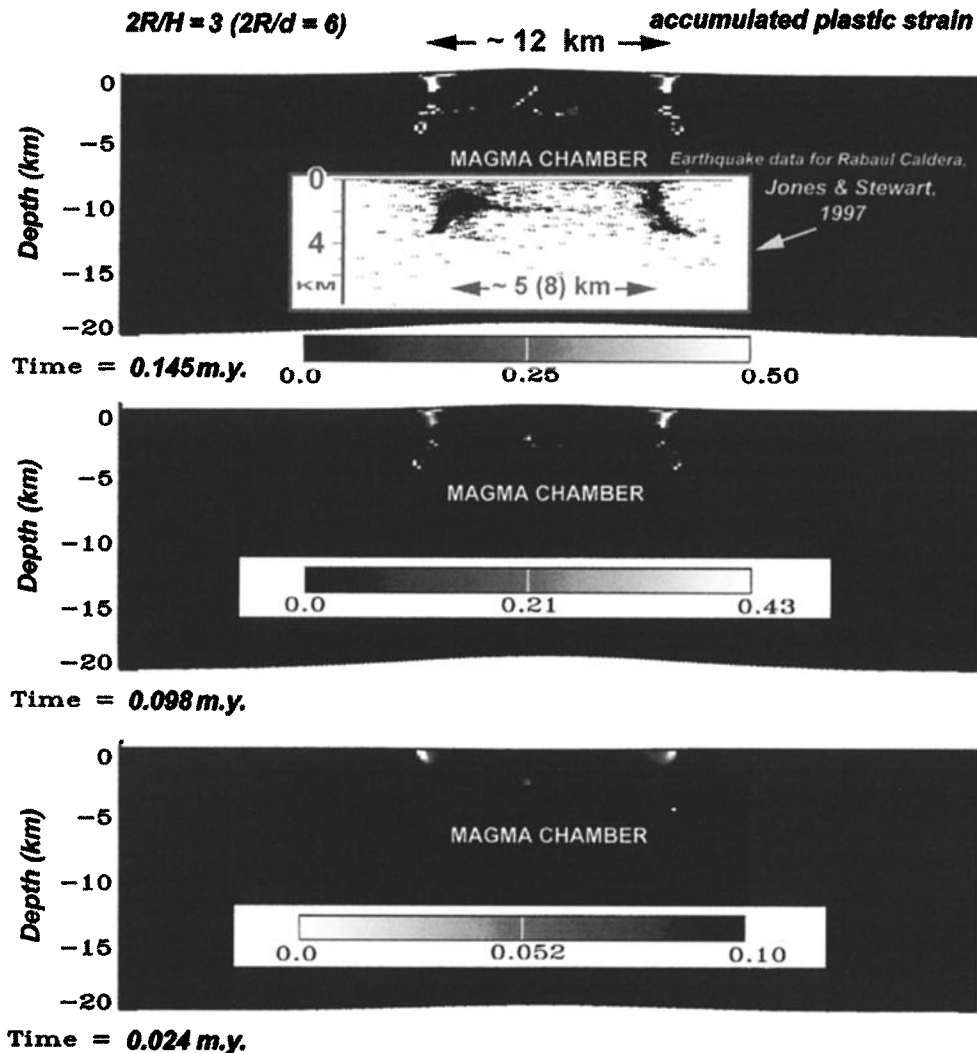 2R/H = 3 (2R/d = 6)
accumulated plastic strain
~ 12 km
0
−5
−10
−15
−20
Depth (km)
MAGMA CHAMBER
Earthquake data for Rabaul Caldera,
Jones & Stewart,
1997
0
4
KM
~ 5 (8) km
Time = 0.145 m.y.
0.0 0.25 0.50
0
−5
−10
−15
−20
Depth (km)
MAGMA CHAMBER
0.0 0.21 0.43
Time = 0.098 m.y.
0
−5
−10
−15
−20
Depth (km)
MAGMA CHAMBER
0.0 0.052 0.10
Time = 0.024 m.y.